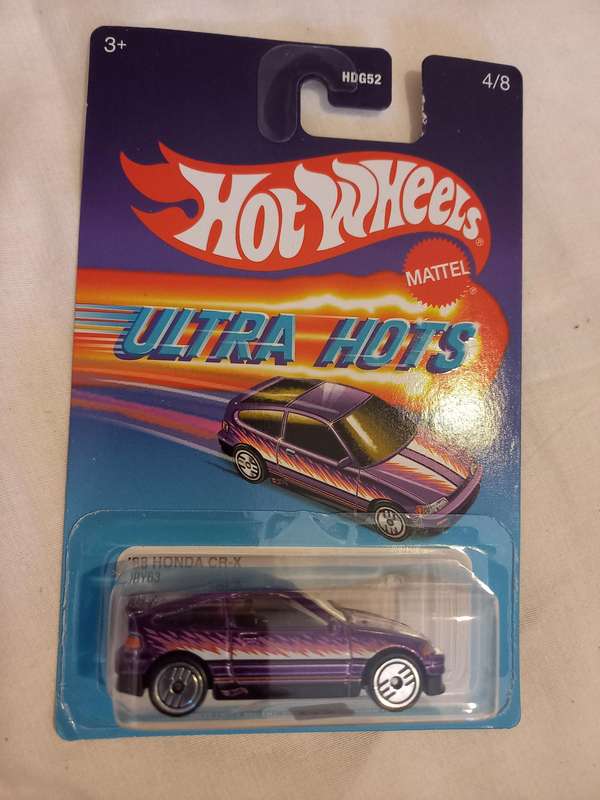 3+
HDG52
4/8
Hot Wheels
®
MATTEL
ULTRA HOTS
'88 HONDA CR-X